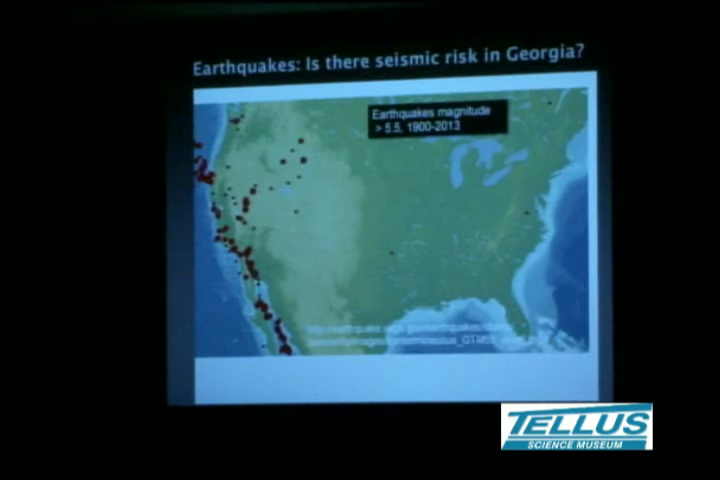 Earthquakes: Is there seismic risk in Georgia?
Earthquakes magnitude
> 5.5, 1900-2013
TELLUS
SCIENCE MUSEUM